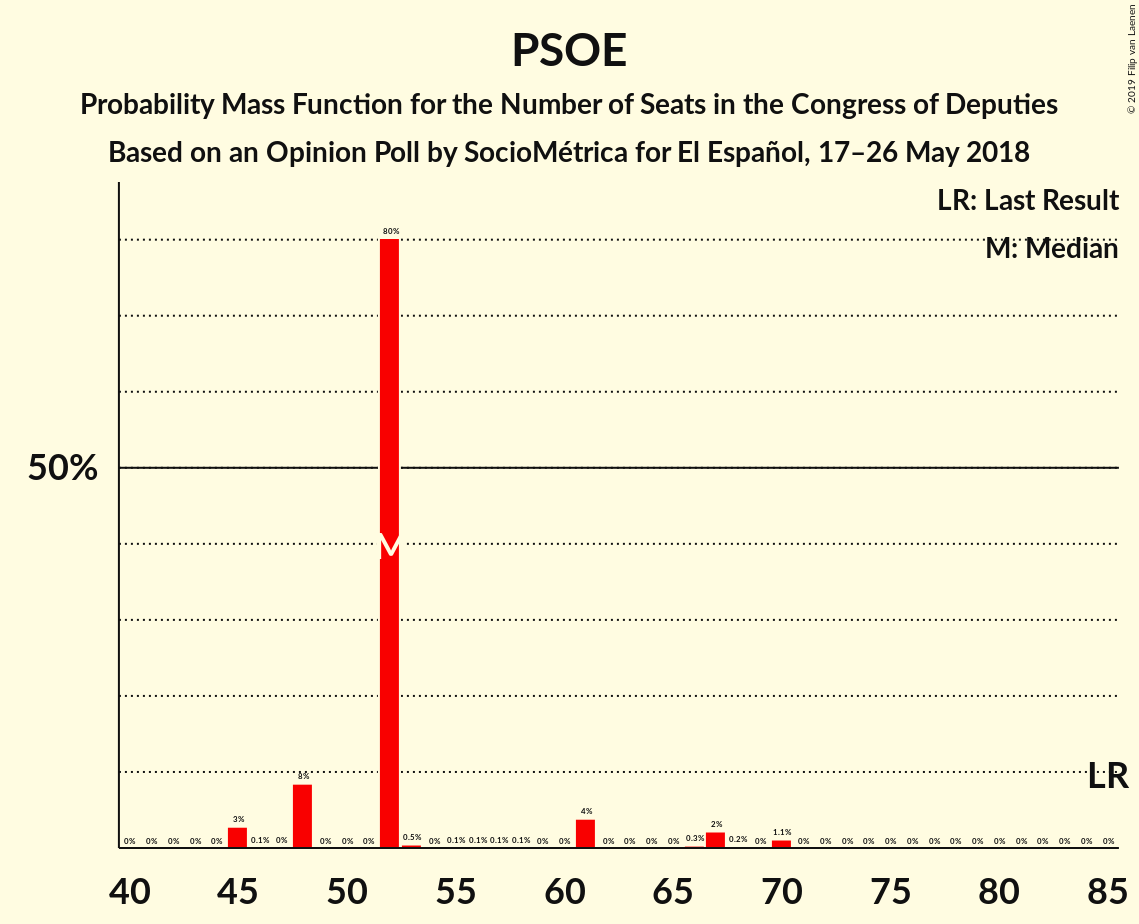 © 2019 Filip van Laenen
PSOE
Probability Mass Function for the Number of Seats in the Congress of Deputies
Based on an Opinion Poll by SocioMétrica for El Español, 17–26 May 2018
LR: Last Result
M: Median
80%
50%
M
LR
8%
3%
4%
2%
1.1%
0% 0% 0% 0% 0% 0.1% 0% 0% 0% 0% 0.5% 0% 0.1% 0.1% 0.1% 0.1% 0% 0% 0% 0% 0% 0% 0.3% 0.2% 0% 0% 0% 0% 0% 0% 0% 0% 0% 0% 0% 0% 0% 0% 0% 0%
40 45 50 55 60 65 70 75 80 85